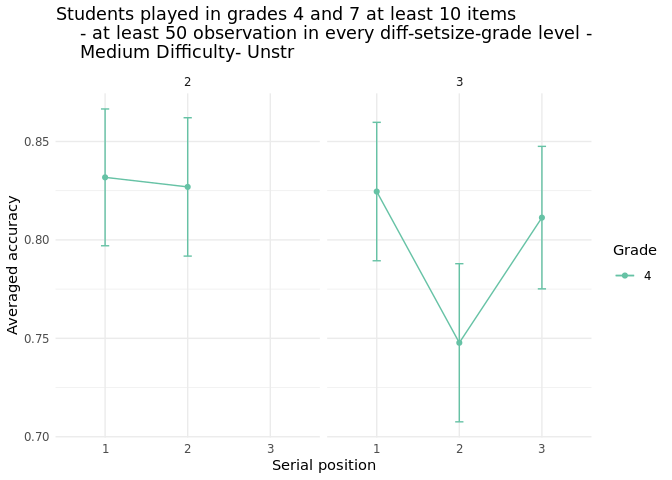 Students played in grades 4 and 7 at least 10 items
- at least 50 observation in every diff-setsize-grade level -
Medium Difficulty- Unstr
2
3
0.85
0.80
0.75
0.70
Averaged accuracy
1
2
3
1
2
3
Serial position
Grade
4